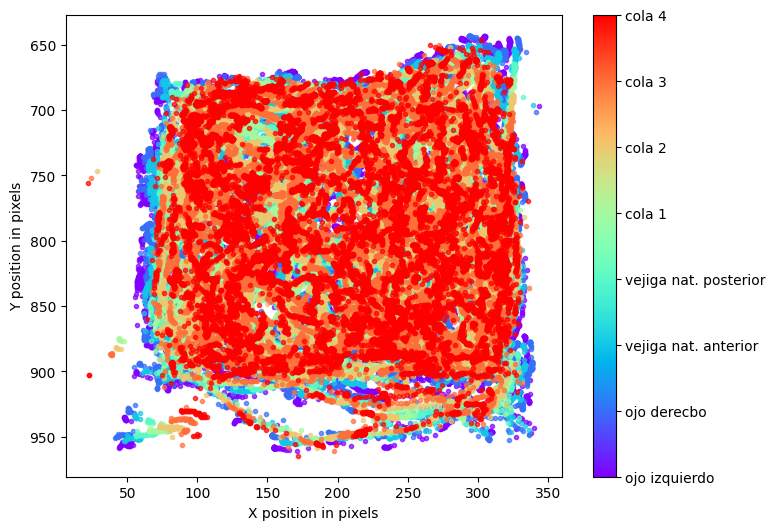 650
700
750
800
850
900
950
Y position in pixels
50
100
150
200
250
300
350
X position in pixels
cola 4
cola 3
cola 2
cola 1
vejiga nat. posterior
vejiga nat. anterior
ojo derecbo
ojo izquierdo